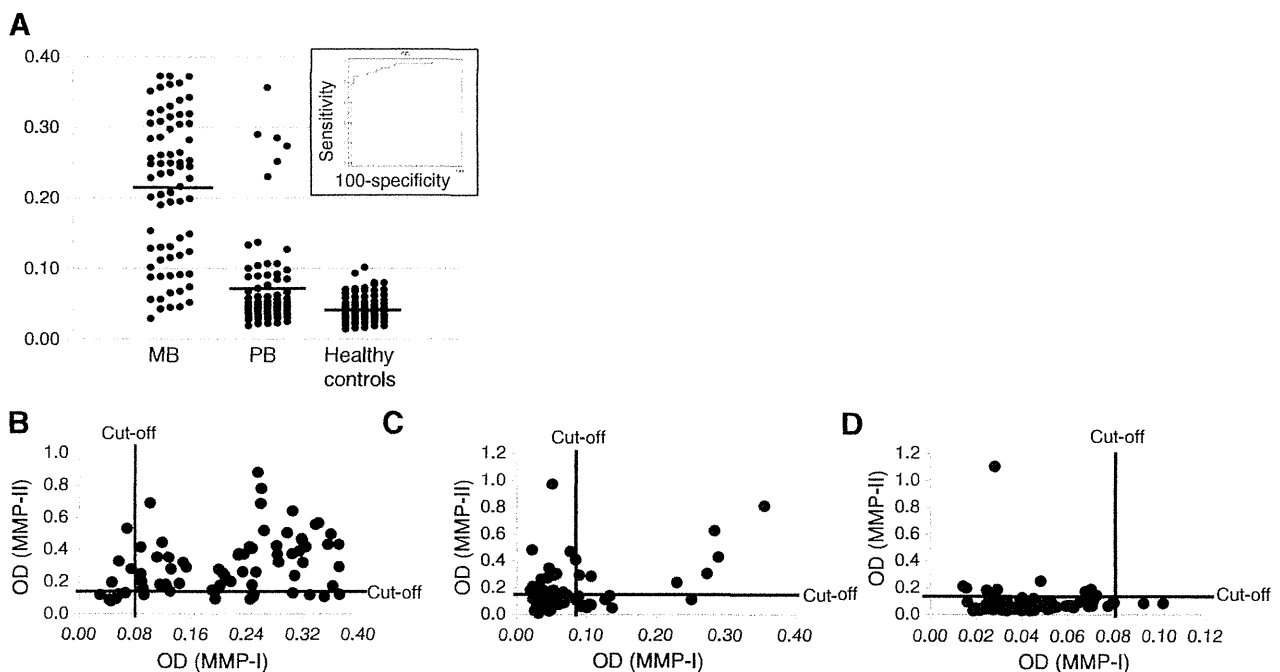 A
0.40
0.30
0.20
0.10
0.00
Sensitivity
100-specificity
MB
PB
Healthy
controls
B
Cut-off
1.0
0.8
0.6
0.4
0.2
0.0
OD (MMP-II)
Cut-off
0.00 0.08 0.16 0.24 0.32 0.40
OD (MMP-I)
C
Cut-off
1.2
1.0
0.8
0.6
0.4
0.2
0.0
OD (MMP-II)
Cut-off
0.00 0.10 0.20 0.30 0.40
OD (MMP-I)
D
Cut-off
1.2
1.0
0.8
0.6
0.4
0.2
0.0
OD (MMP-II)
Cut-off
0.00 0.02 0.04 0.06 0.08 0.10 0.12
OD (MMP-I)